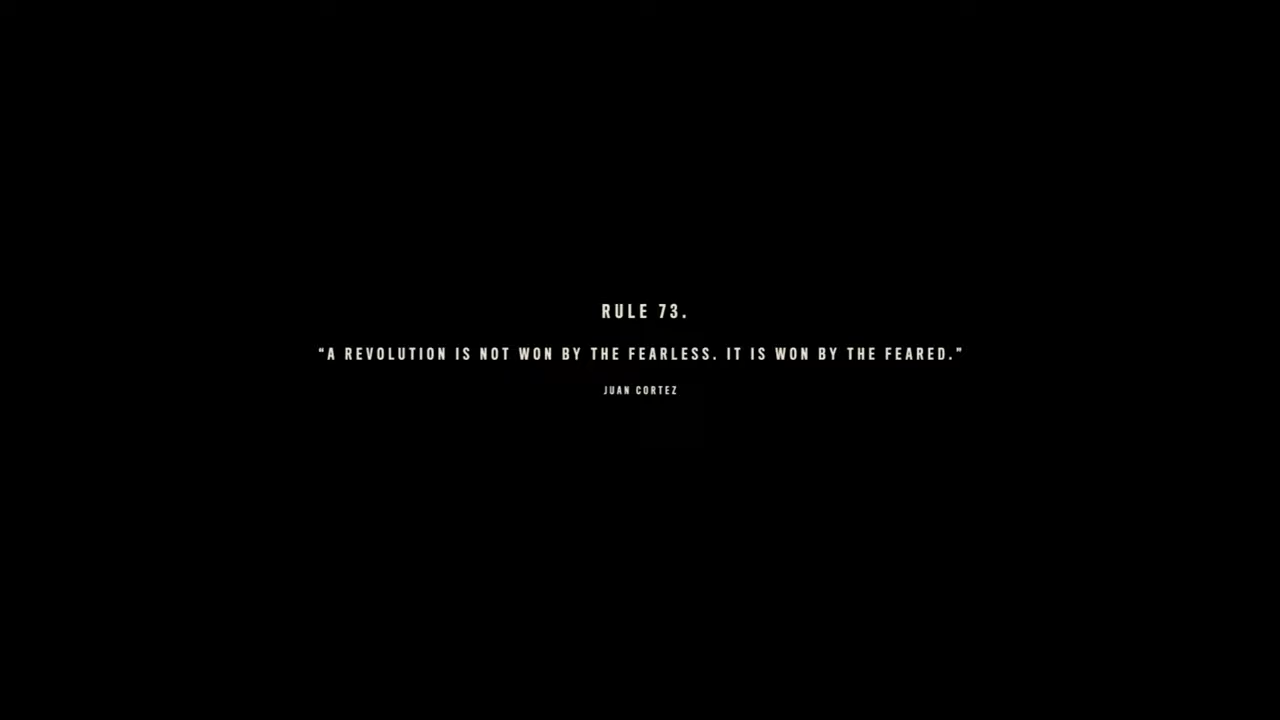 RULE 73.
“A REVOLUTION IS NOT WON BY THE FEARLESS. IT IS WON BY THE FEARED.”
JUAN CORTEZ